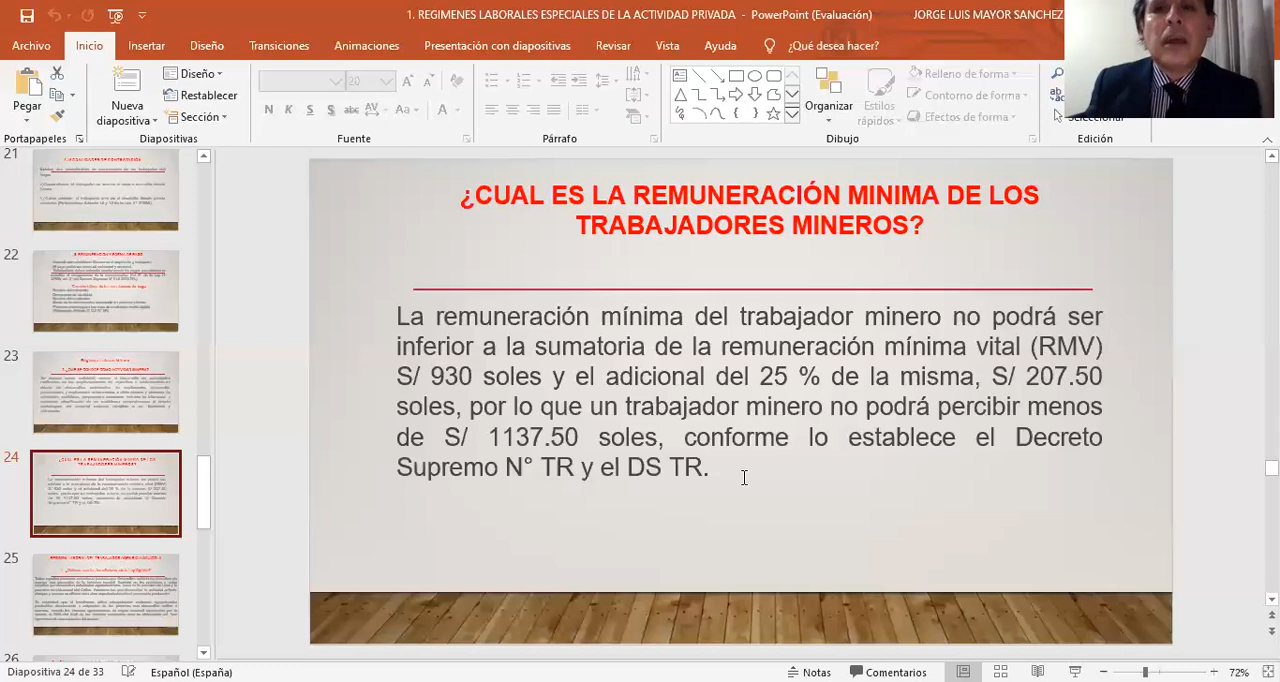 1. REGIMENES LABORALES ESPECIALES DE LA ACTIVIDAD PRIVADA - PowerPoint (Evaluación)
JORGE LUIS MAYOR SANCHEZ
Archivo Inicio Insertar Diseño Transiciones Animaciones Presentación con diapositivas Revisar Vista Ayuda ¿Qué desea hacer?
Pegar
Nueva diapositiva
Diseño
Restablecer
Sección
20
N K S S abc AV Aa A
Organizar
Estilos rápidos
Relleno de forma
Contorno de forma
Efectos de forma
Seleccionar
Portapapeles Diapositivas Fuente Párrafo Dibujo Edición
21
22
23
24
25
¿CUAL ES LA REMUNERACIÓN MINIMA DE LOS
TRABAJADORES MINEROS?
La remuneración mínima del trabajador minero no podrá ser
inferior a la sumatoria de la remuneración mínima vital (RMV)
S/ 930 soles y el adicional del 25 % de la misma, S/ 207.50
soles, por lo que un trabajador minero no podrá percibir menos
de S/ 1137.50 soles, conforme lo establece el Decreto
Supremo N° TR y el DS TR.
Diapositiva 24 de 33
Español (España)
Notas
Comentarios
72%